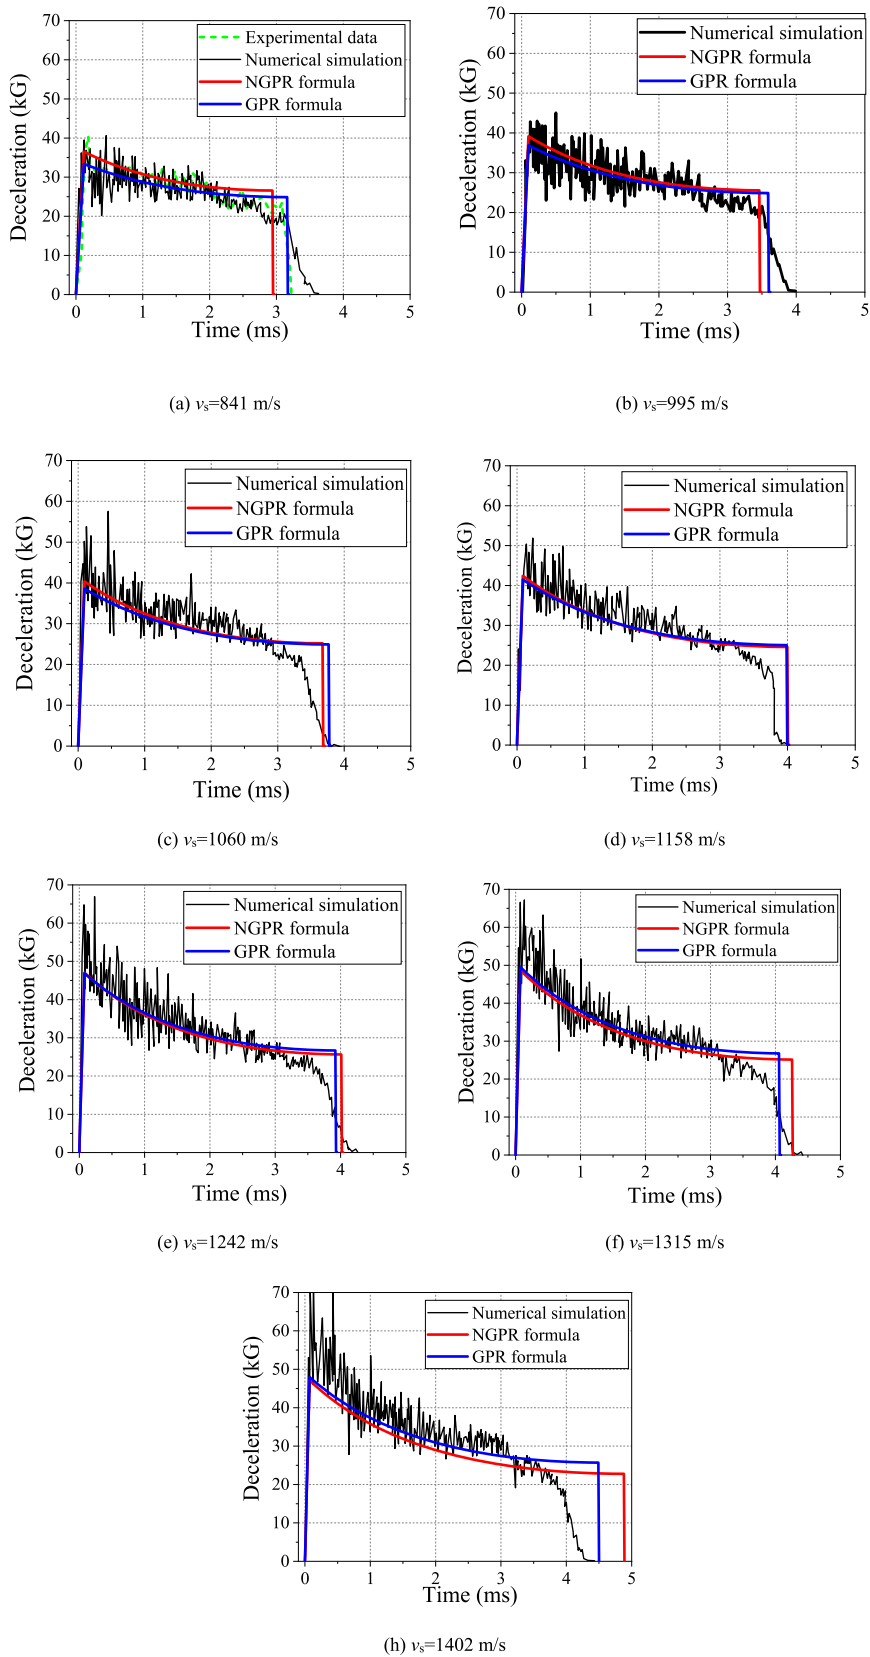 70
60
50
40
30
20
10
0
Deceleration (kG)
Experimental data
Numerical simulation
NGPR formula
GPR formula
0 1 2 3 4 5
Time (ms)
(a) vs=841 m/s
70
60
50
40
30
20
10
0
Deceleration (kG)
Numerical simulation
NGPR formula
GPR formula
0 1 2 3 4 5
Time (ms)
(b) vs=995 m/s
70
60
50
40
30
20
10
0
Deceleration (kG)
Numerical simulation
NGPR formula
GPR formula
0 1 2 3 4 5
Time (ms)
(c) vs=1060 m/s
70
60
50
40
30
20
10
0
Deceleration (kG)
Numerical simulation
NGPR formula
GPR formula
0 1 2 3 4 5
Time (ms)
(d) vs=1158 m/s
70
60
50
40
30
20
10
0
Deceleration (kG)
Numerical simulation
NGPR formula
GPR formula
0 1 2 3 4 5
Time (ms)
(e) vs=1242 m/s
70
60
50
40
30
20
10
0
Deceleration (kG)
Numerical simulation
NGPR formula
GPR formula
0 1 2 3 4 5
Time (ms)
(f) vs=1315 m/s
70
60
50
40
30
20
10
0
Deceleration (kG)
Numerical simulation
NGPR formula
GPR formula
0 1 2 3 4 5
Time (ms)
(h) vs=1402 m/s